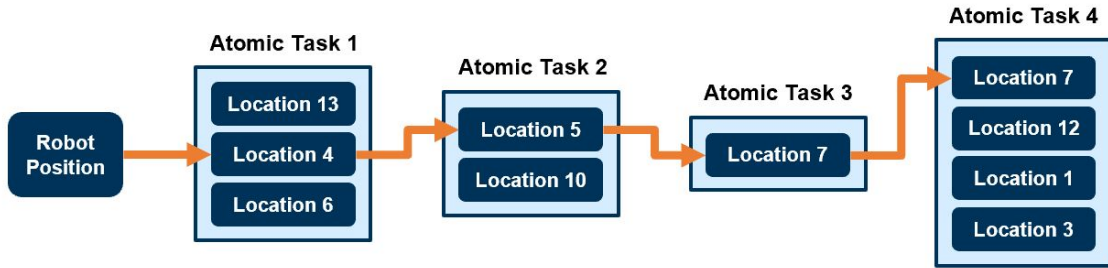 Robot
Position
Atomic Task 1
Location 13
Location 4
Location 6
Atomic Task 2
Location 5
Location 10
Atomic Task 3
Location 7
Atomic Task 4
Location 7
Location 12
Location 1
Location 3